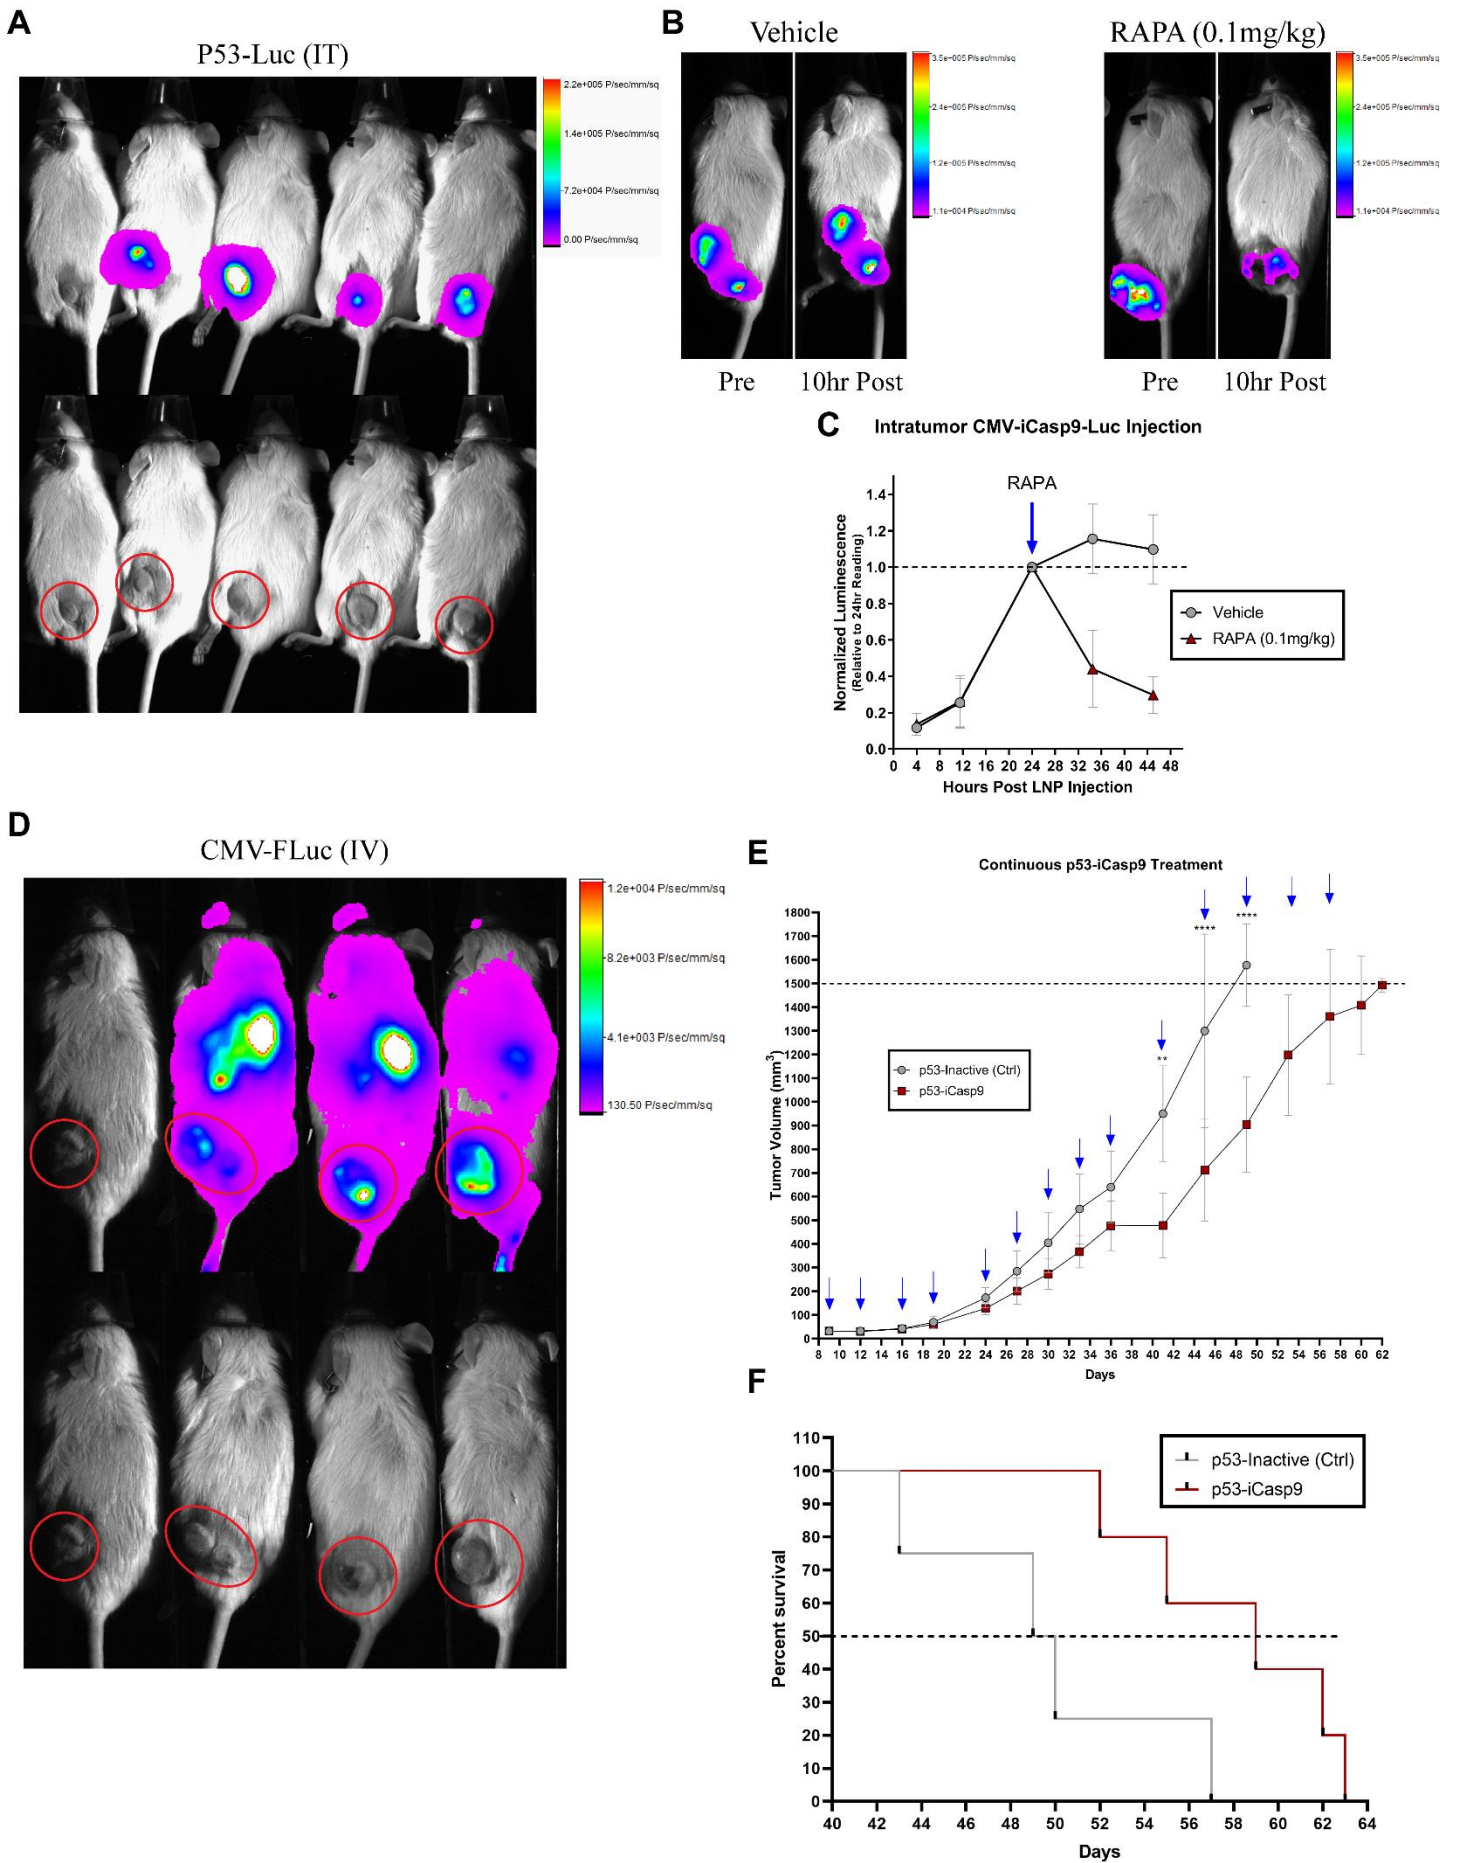 A
P53-Luc (IT)
2.2e+005 P/sec/mm/sq
1.4e+005 P/sec/mm/sq
7.2e+004 P/sec/mm/sq
0.00 P/sec/mm/sq
B
Vehicle
3.5e+005 P/sec/mm/sq
2.4e+005 P/sec/mm/sq
1.2e+005 P/sec/mm/sq
1.1e+004 P/sec/mm/sq
Pre
10hr Post
RAPA (0.1mg/kg)
3.5e+005 P/sec/mm/sq
2.4e+005 P/sec/mm/sq
1.2e+005 P/sec/mm/sq
1.1e+004 P/sec/mm/sq
Pre
10hr Post
C
Intratumor CMV-iCasp9-Luc Injection
RAPA
Normalized Luminescence
(Relative to 24hr Reading)
1.4
1.2
1.0
0.8
0.6
0.4
0.2
0.0
0 4 8 12 16 20 24 28 32 36 40 44 48
Hours Post LNP Injection
Vehicle
RAPA (0.1mg/kg)
D
CMV-FLuc (IV)
1.2e+004 P/sec/mm/sq
8.2e+003 P/sec/mm/sq
4.1e+003 P/sec/mm/sq
130.50 P/sec/mm/sq
E
Continuous p53-iCasp9 Treatment
Tumor Volume (mm³)
1800
1700
1600
1500
1400
1300
1200
1100
1000
900
800
700
600
500
400
300
200
100
0
**
****
****
p53-Inactive (Ctrl)
p53-iCasp9
8 10 12 14 16 18 20 22 24 26 28 30 32 34 36 38 40 42 44 46 48 50 52 54 56 58 60 62
Days
F
Percent survival
110
100
90
80
70
60
50
40
30
20
10
0
p53-Inactive (Ctrl)
p53-iCasp9
40 42 44 46 48 50 52 54 56 58 60 62 64
Days